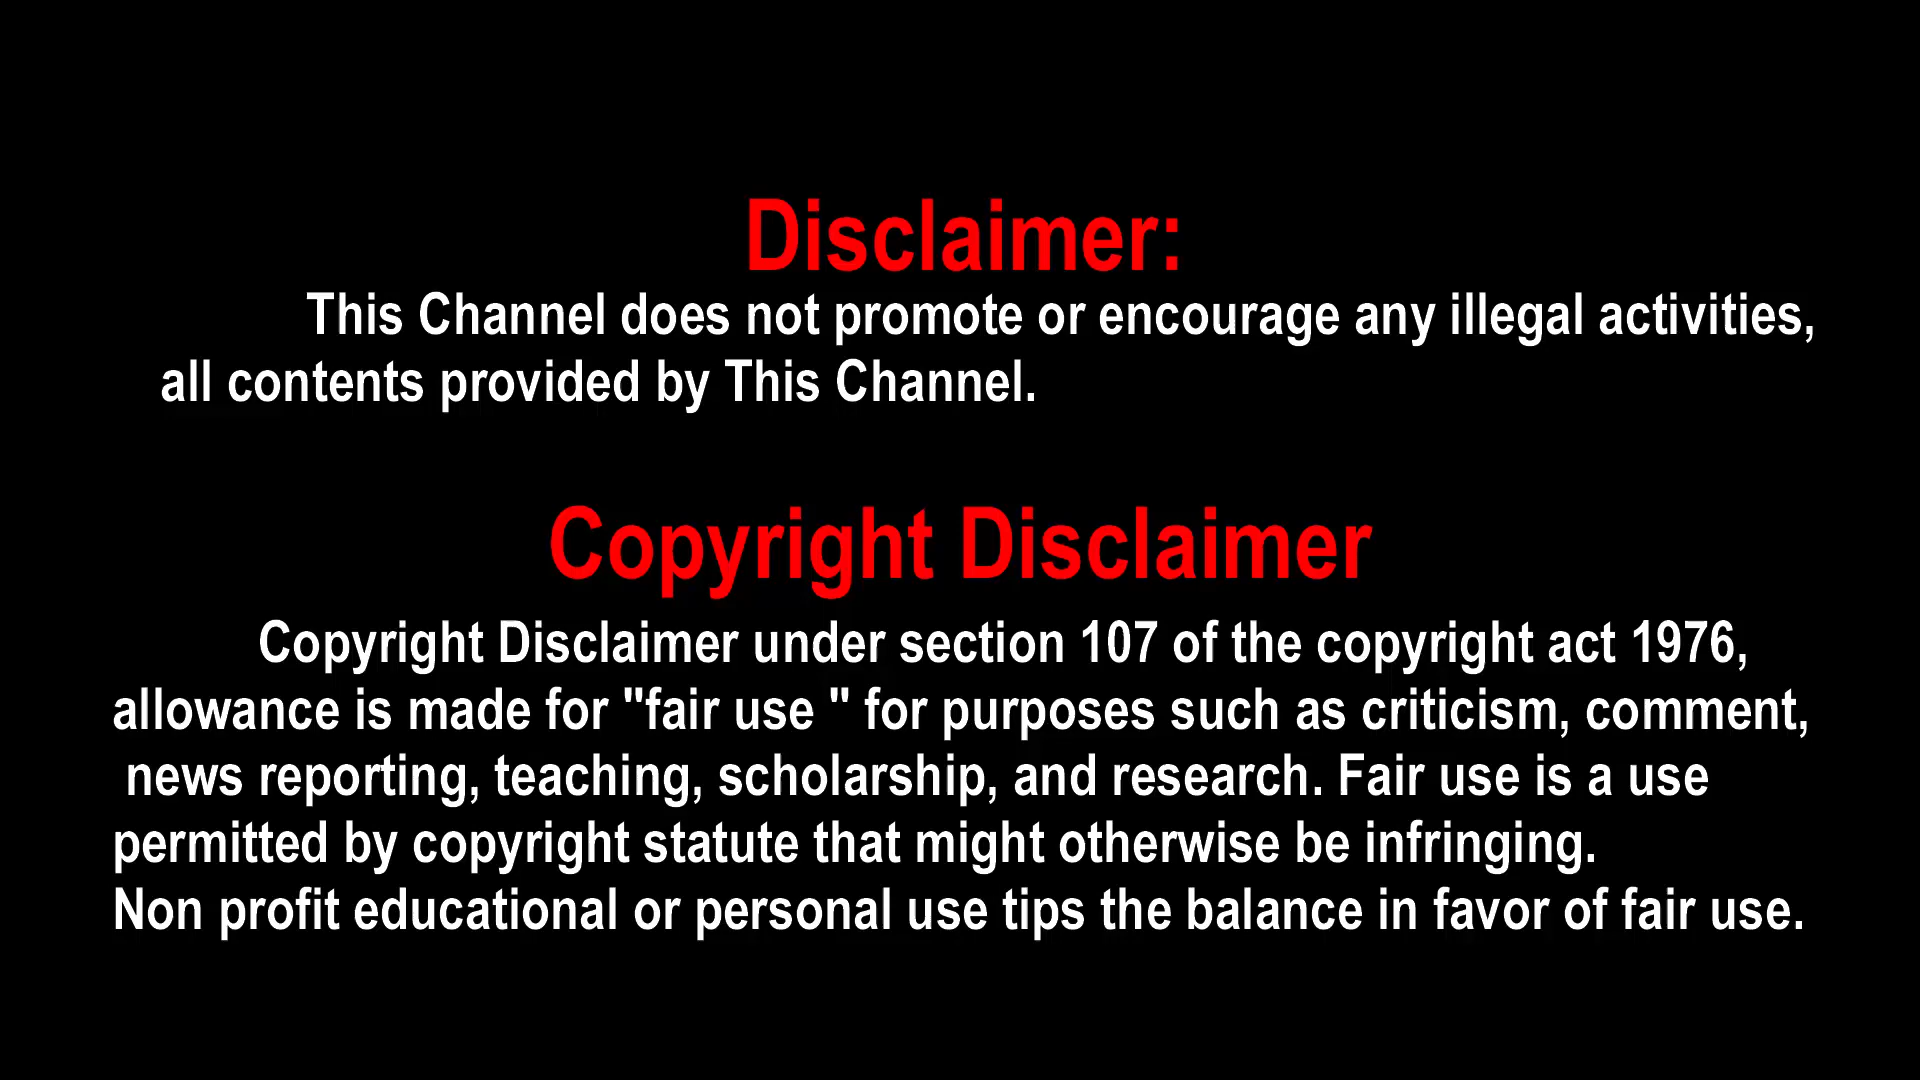 Disclaimer:
This Channel does not promote or encourage any illegal activities,
all contents provided by This Channel.
Copyright Disclaimer
Copyright Disclaimer under section 107 of the copyright act 1976,
allowance is made for "fair use " for purposes such as criticism, comment,
news reporting, teaching, scholarship, and research. Fair use is a use
permitted by copyright statute that might otherwise be infringing.
Non profit educational or personal use tips the balance in favor of fair use.